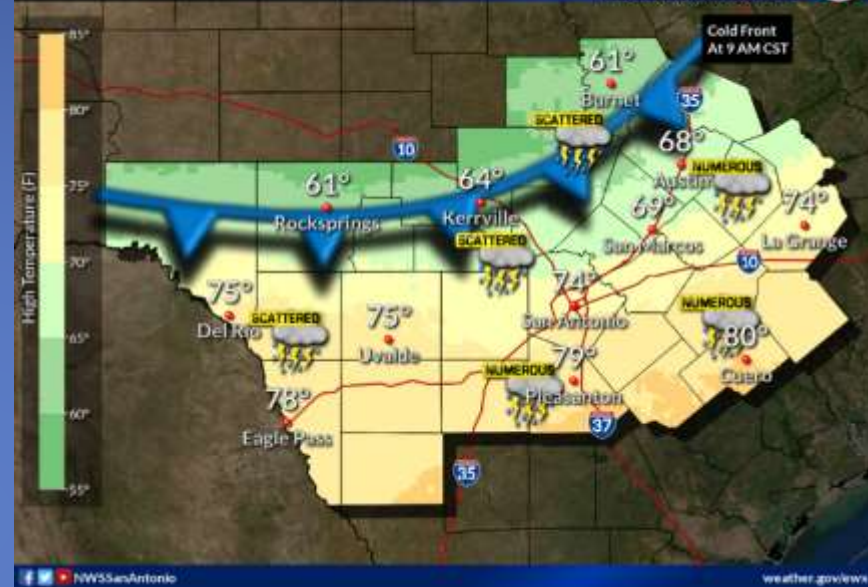 Cold Front
At 9 AM CST
High Temperature (F)
85°
80°
75°
70°
65°
60°
55°
61°
Burnet
35
SCATTERED
10
68°
Austin
NUMEROUS
61°
Rocksprings
64°
Kerrville
SCATTERED
69°
San Marcos
74°
La Grange
10
75°
Del Rio
SCATTERED
75°
Uvalde
74°
San Antonio
NUMEROUS
80°
Cuero
78°
Eagle Pass
NUMEROUS
79°
Pleasanton
37
35
NWSSanAntonio